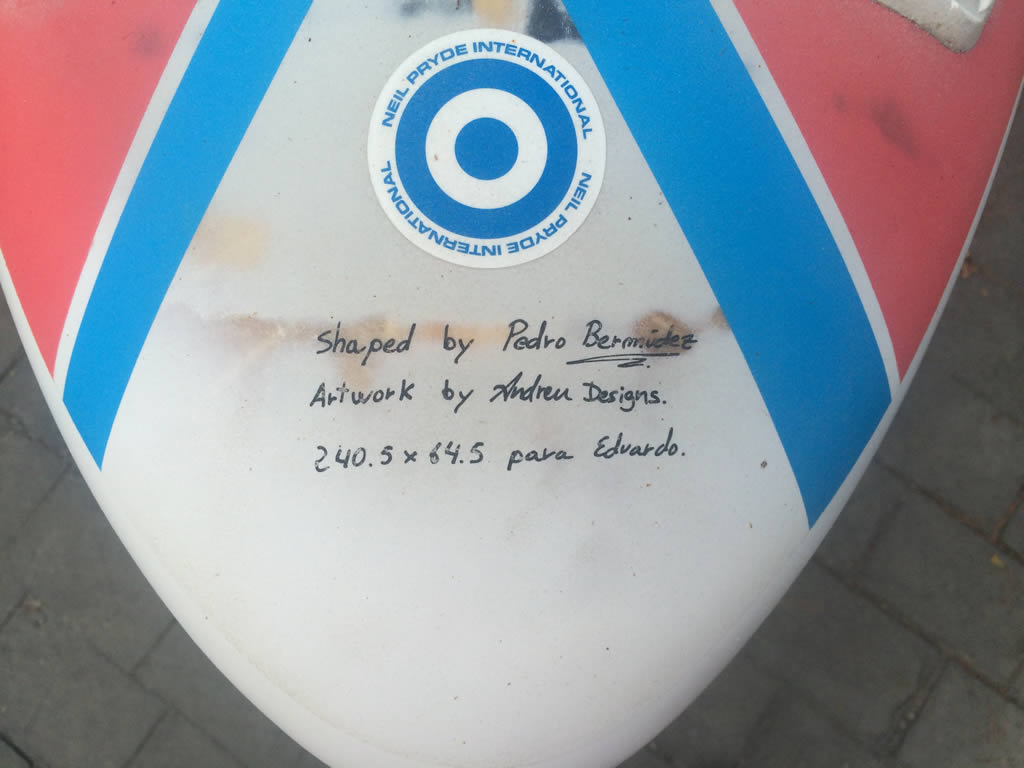 NEIL PRYDE INTERNATIONAL
NEIL PRYDE INTERNATIONAL
Shaped by Pedro Bermúdez
Artwork by Andreu Designs.
240.5 x 64.5 para Eduardo.